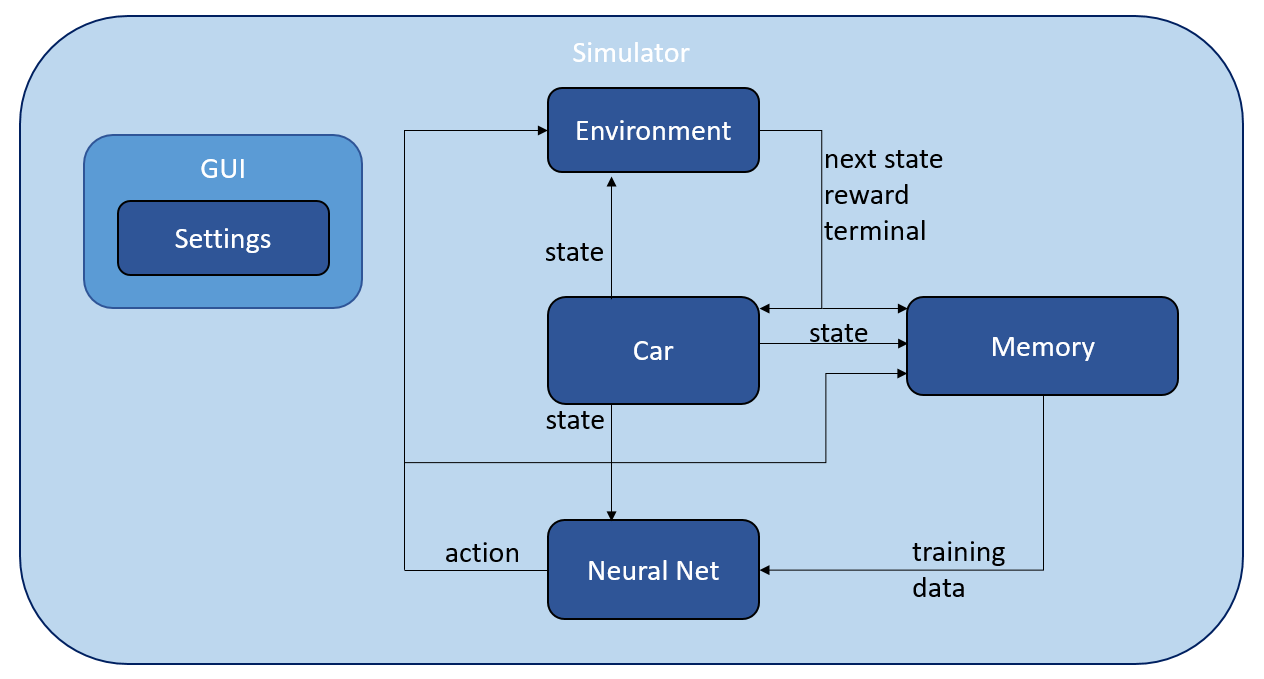 Simulator
Environment
GUI
next state
reward
terminal
Settings
state
state
Car
Memory
state
action
Neural Net
training
data